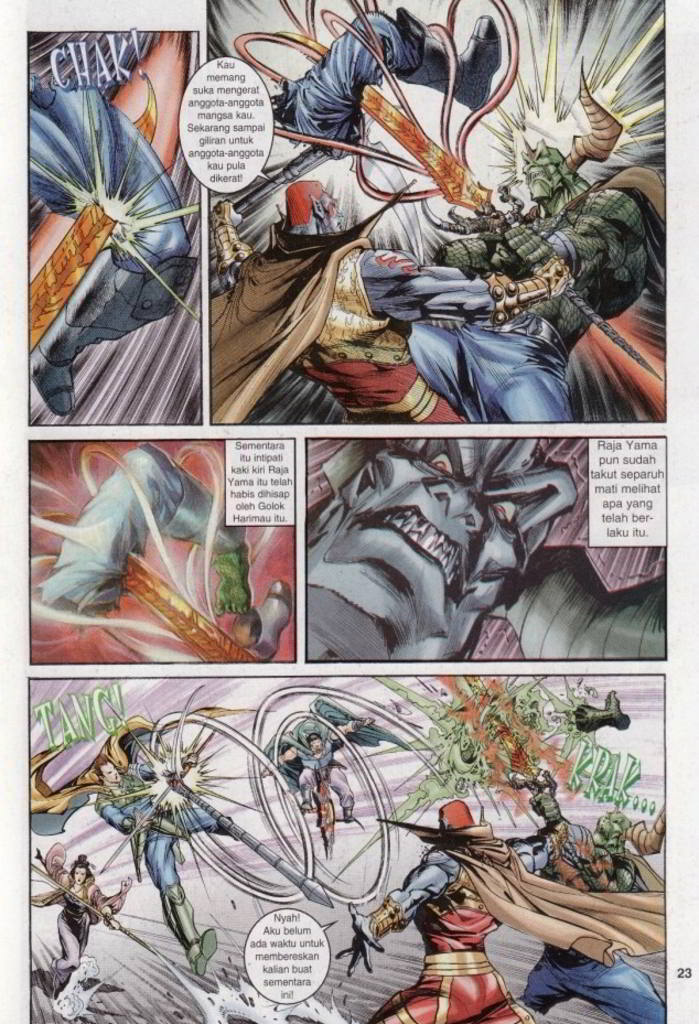 CHAK!
Kau
memang
suka mengerat
anggota-anggota
mangsa kau.
Sekarang sampai
giliran untuk
anggota-anggota
kau pula
dikerat!
Sementara
itu intipati
kaki kiri Raja
Yama itu telah
habis dihisap
oleh Golok
Harimau itu.
Raja Yama
pun sudah
takut separuh
mati melihat
apa yang
telah ber-
laku itu.
TANG!
KRAK...
Nyah!
Aku belum
ada waktu untuk
membereskan
kalian buat
sementara
ini!
23